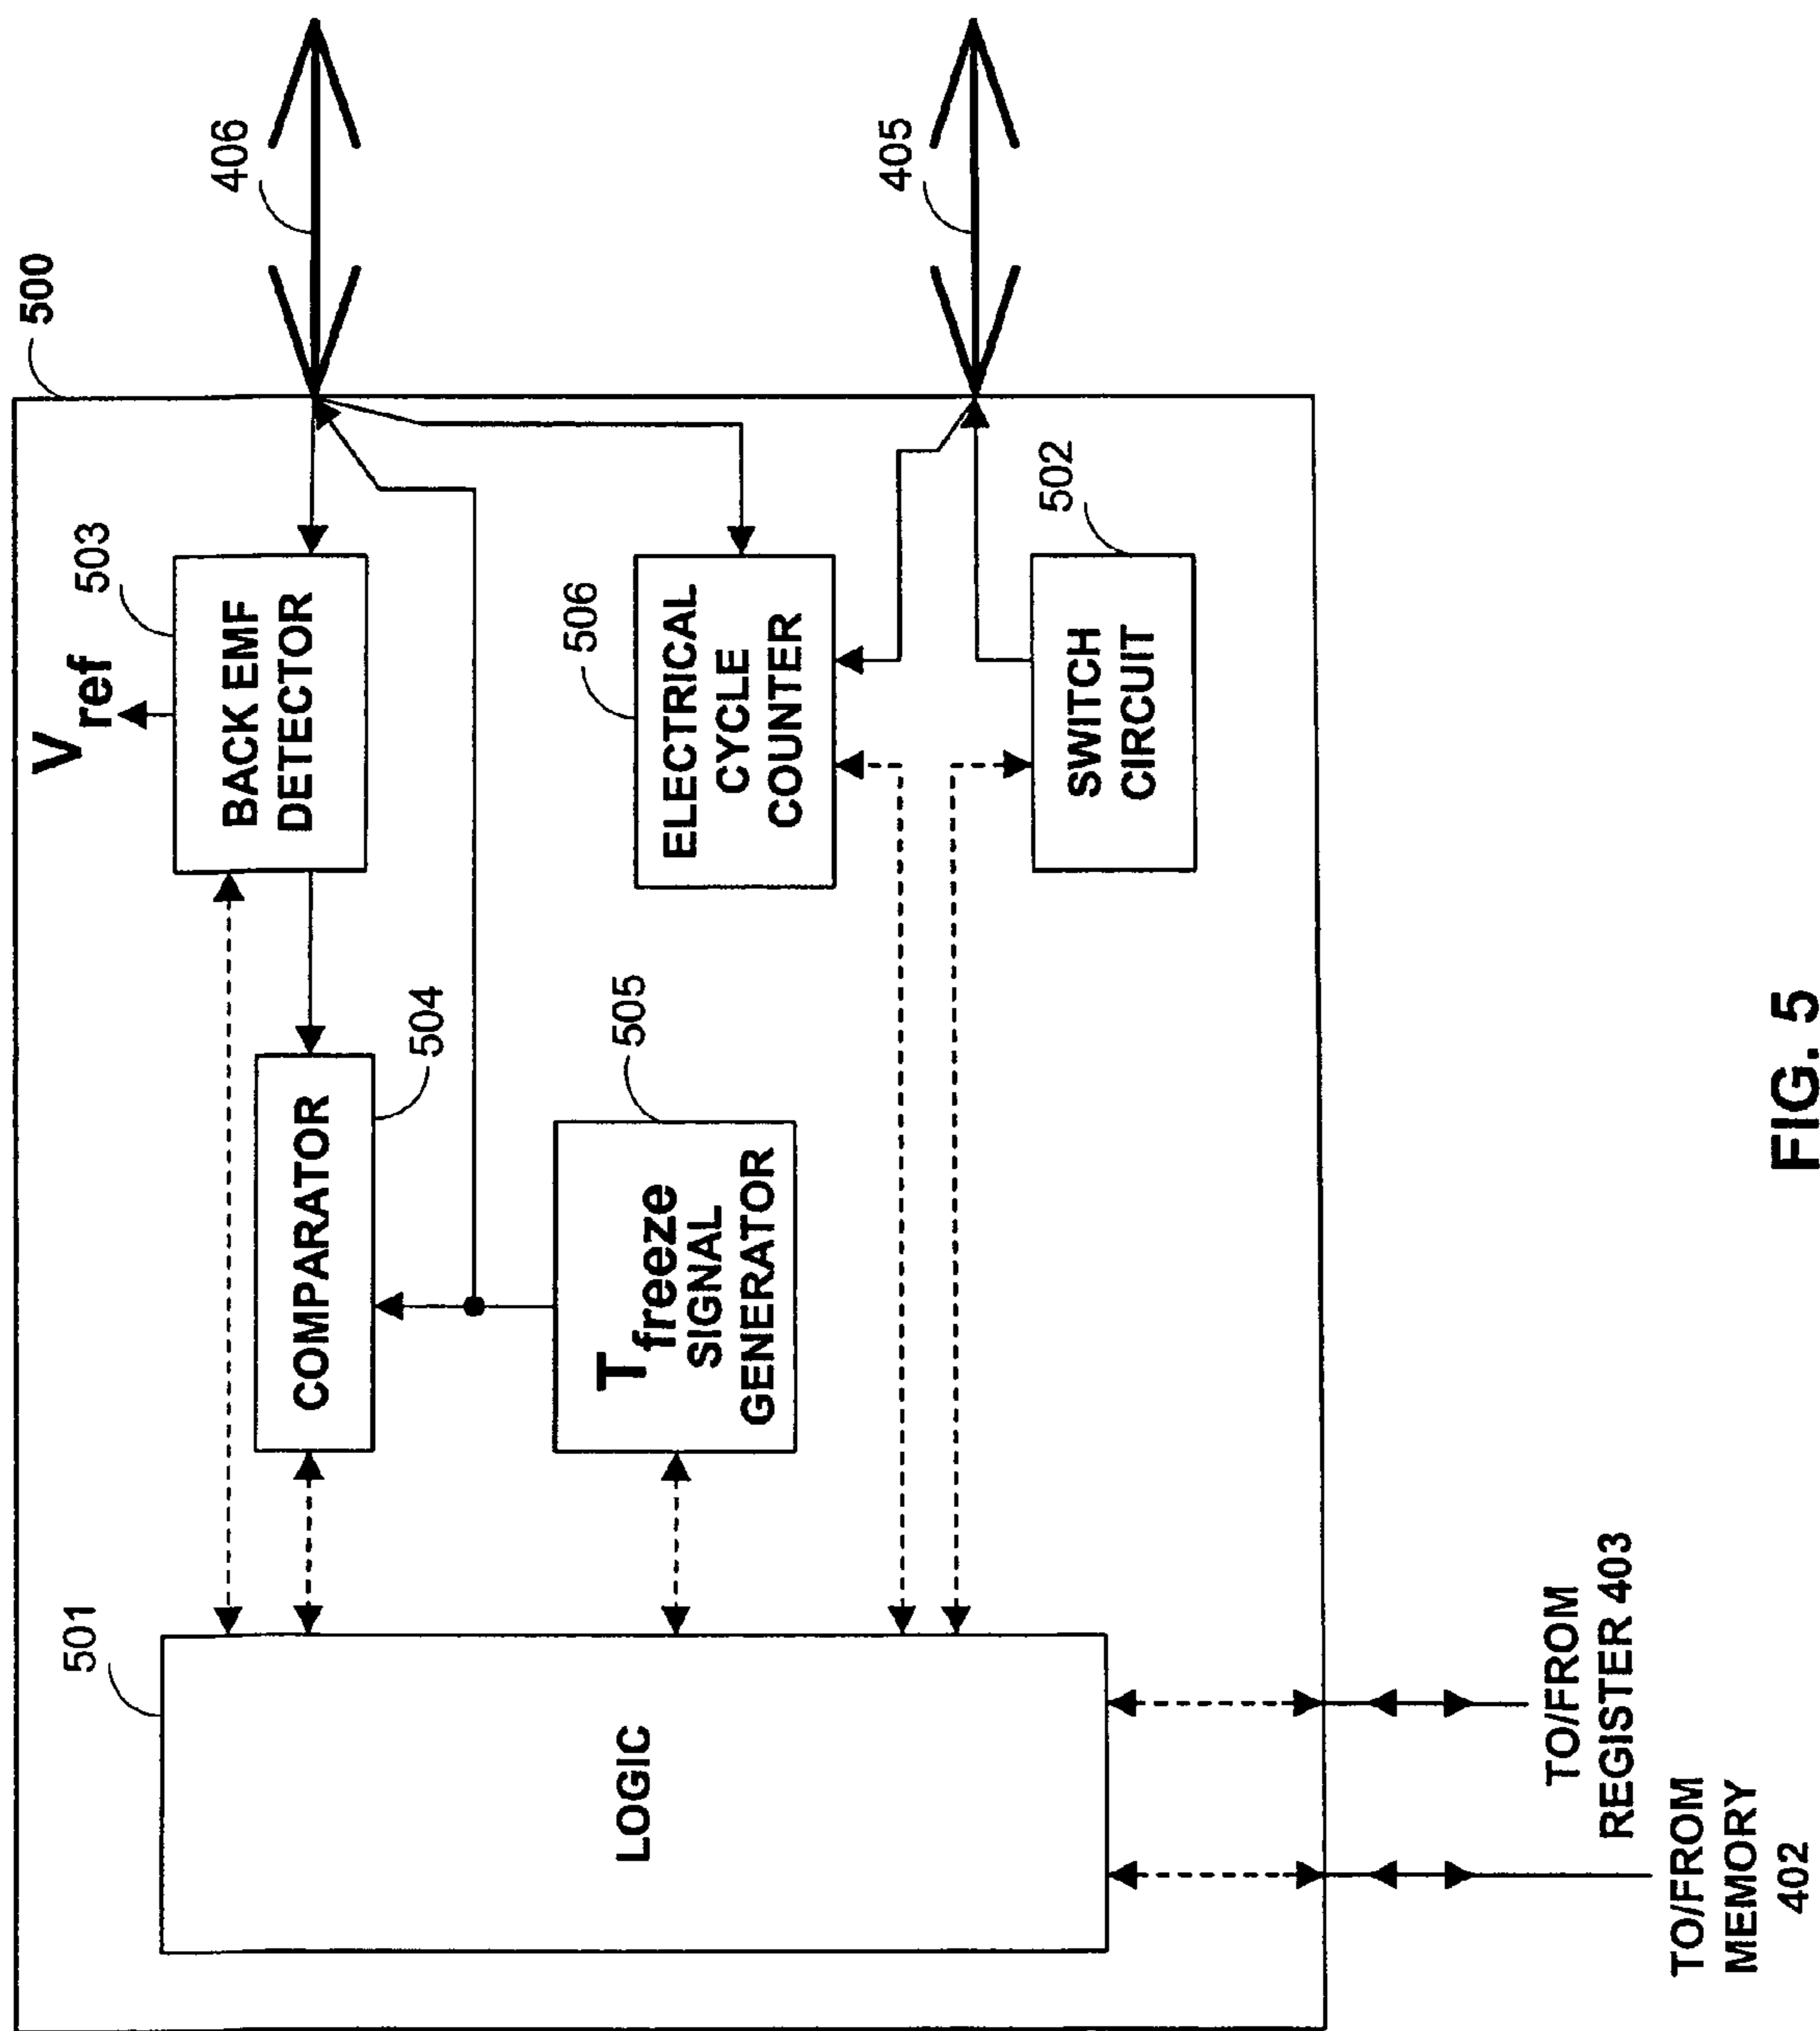 500
406
405
V ref
503
BACK EMF
DETECTOR
504
COMPARATOR
505
T freeze
SIGNAL
GENERATOR
506
ELECTRICAL
CYCLE
COUNTER
502
SWITCH
CIRCUIT
501
LOGIC
TO/FROM
REGISTER 403
TO/FROM
MEMORY
402
FIG. 5